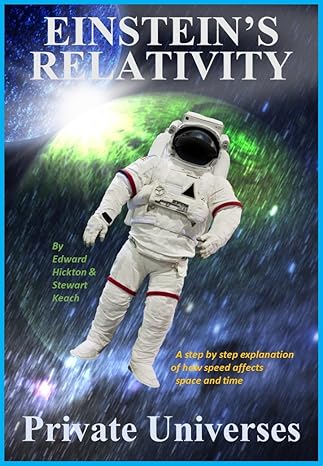 EINSTEIN'S
RELATIVITY
By
Edward
Hickton &
Stewart
Keach
A step by step explanation
of how speed affects
space and time
Private Universes